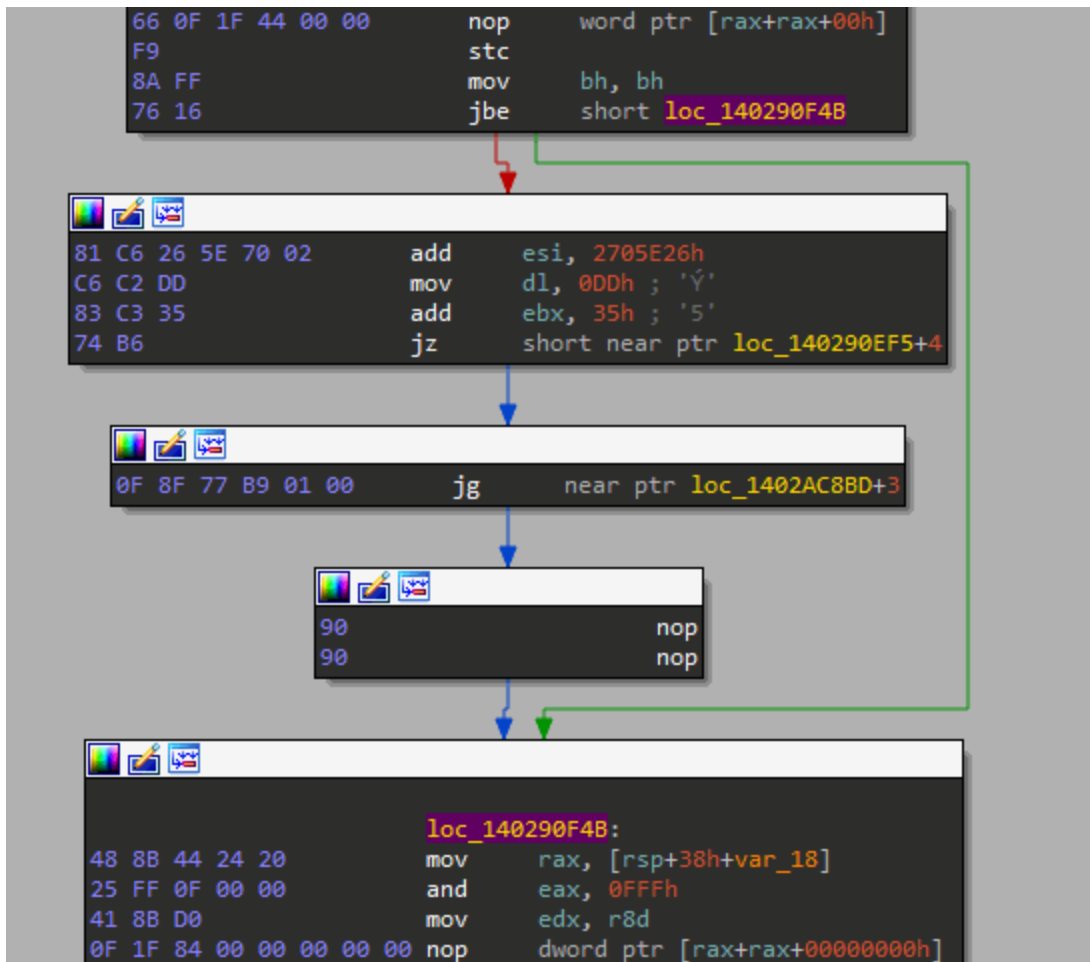 66 0F 1F 44 00 00 nop word ptr [rax+rax+00h]
F9 stc
8A FF mov bh, bh
76 16 jbe short loc_140290F4B
81 C6 26 5E 70 02 add esi, 2705E26h
C6 C2 DD mov dl, 0DDh ; 'Ý'
83 C3 35 add ebx, 35h ; '5'
74 B6 jz short near ptr loc_140290EF5+4
0F 8F 77 B9 01 00 jg near ptr loc_1402AC8BD+3
90 nop
90 nop
loc_140290F4B:
48 8B 44 24 20 mov rax, [rsp+38h+var_18]
25 FF 0F 00 00 and eax, 0FFFh
41 8B D0 mov edx, r8d
0F 1F 84 00 00 00 00 00 nop dword ptr [rax+rax+00000000h]